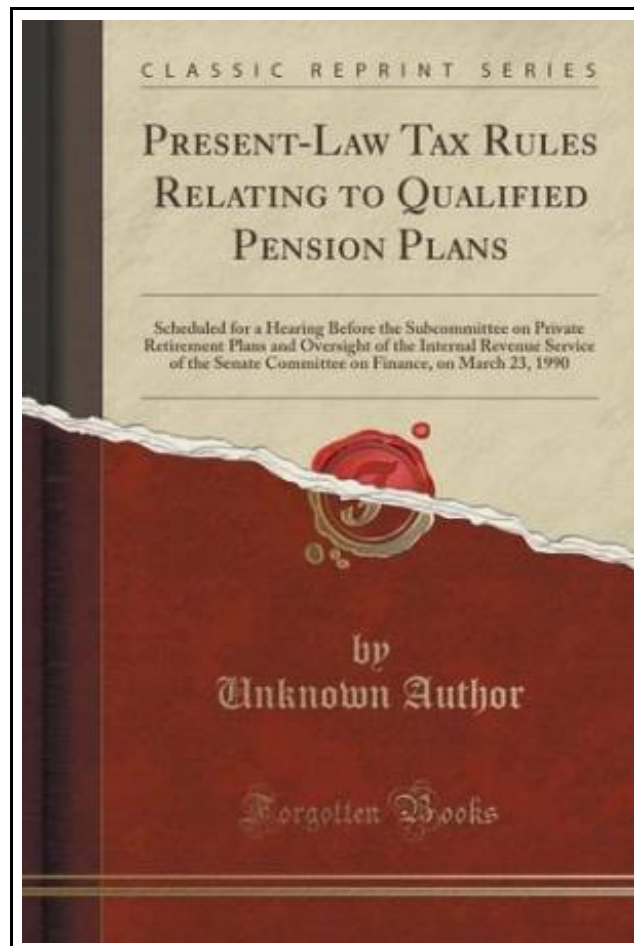 CLASSIC REPRINT SERIES
PRESENT-LAW TAX RULES
RELATING TO QUALIFIED
PENSION PLANS
Scheduled for a Hearing Before the Subcommittee on Private
Retirement Plans and Oversight of the Internal Revenue Service
of the Senate Committee on Finance, on March 23, 1990
by
Unknown Author
Forgotten Books